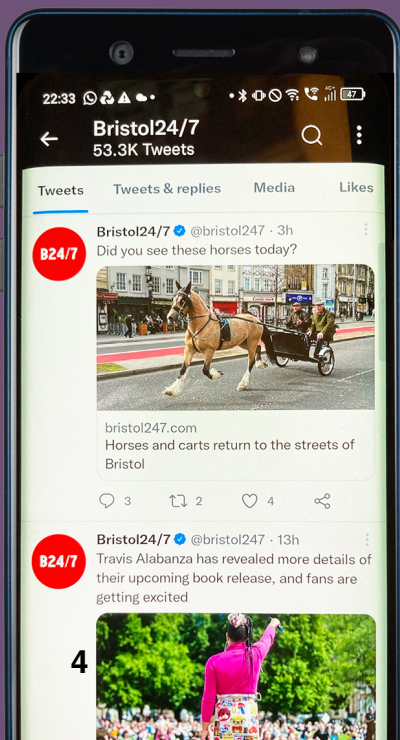 22:33
4G+
47
Bristol24/7
53.3K Tweets
Tweets Tweets & replies Media Likes
B24/7
Bristol24/7 @bristol247 · 3h
Did you see these horses today?
bristol247.com
Horses and carts return to the streets of
Bristol
3 2 4
B24/7
Bristol24/7 @bristol247 · 13h
Travis Alabanza has revealed more details of
their upcoming book release, and fans are
getting excited
4